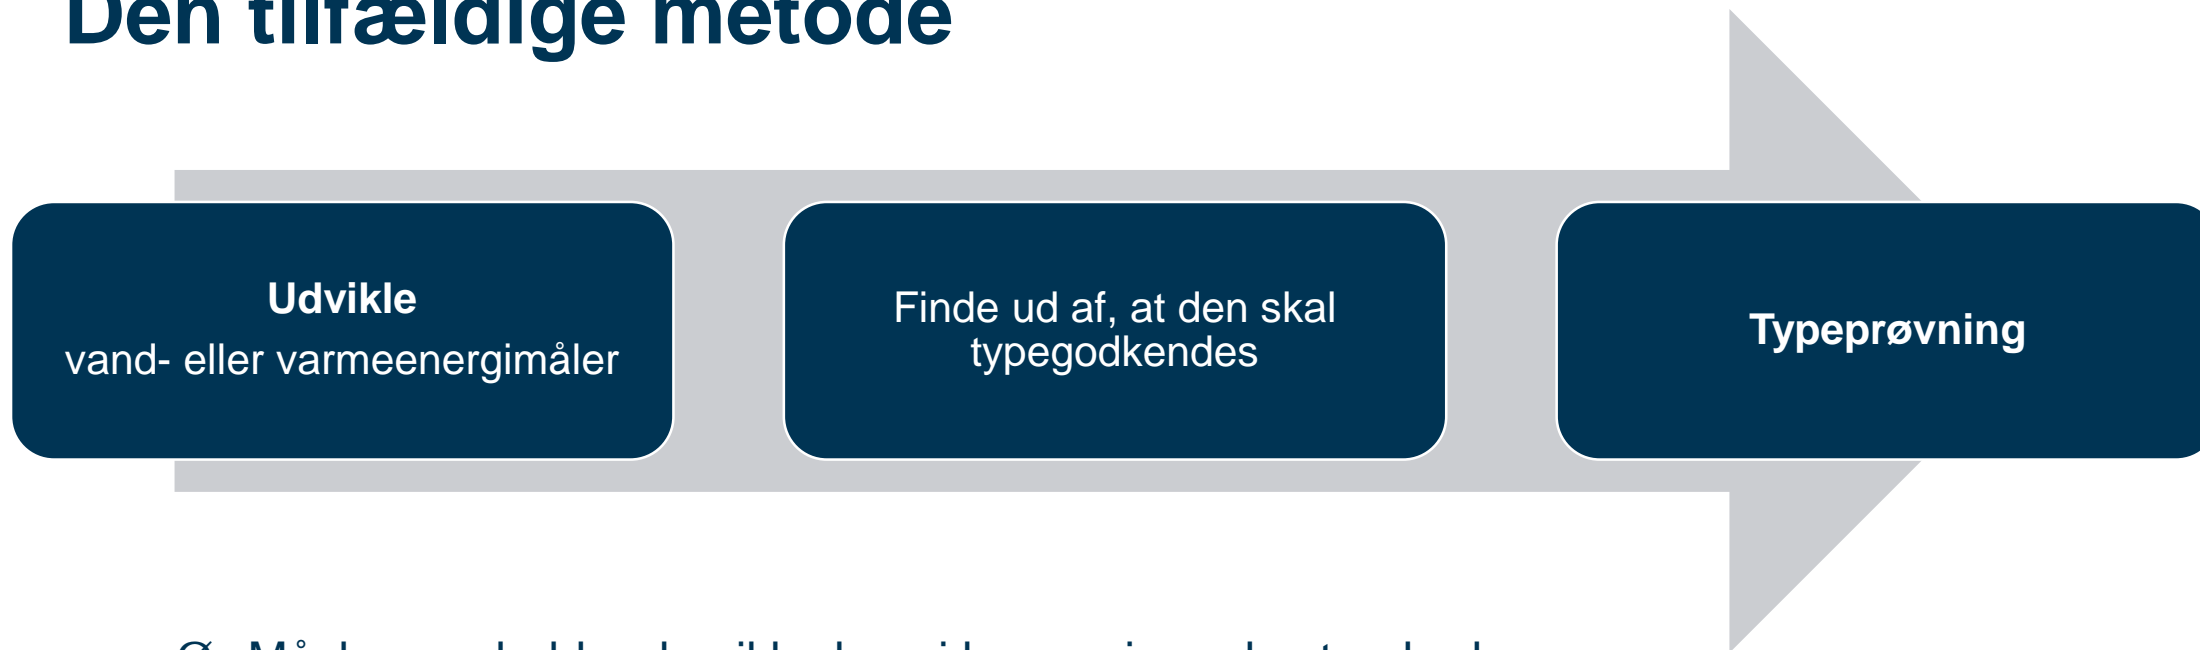 Den tilfældige metode
Udvikle
vand- eller varmeenergimåler
Finde ud af, at den skal
typegodkendes
Typeprøvning